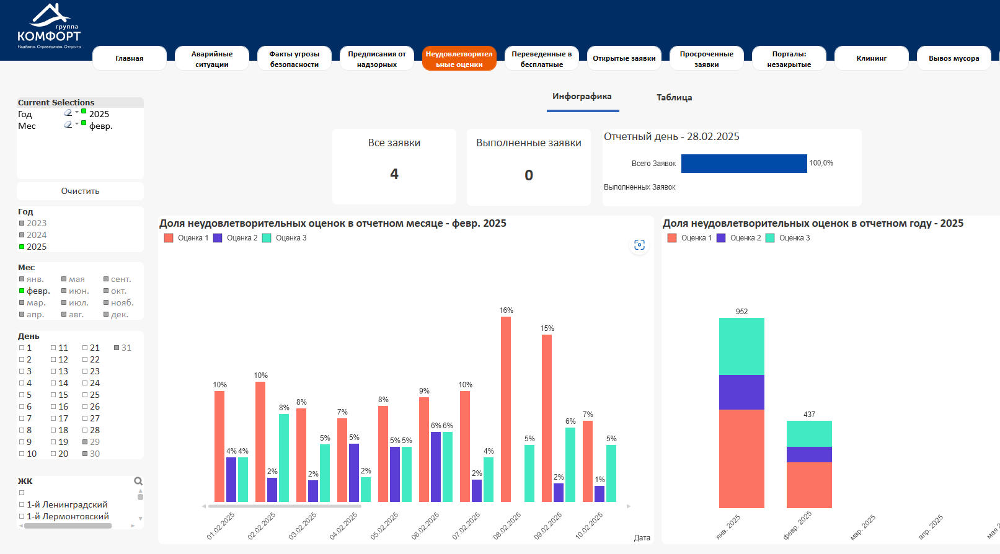 группа
КОМФОРТ
Надёжно. Справедливо. Открыто
Главная
Аварийные
ситуации
Факты угрозы
безопасности
Предписания от
надзорных
Неудовлетворител
ьные оценки
Переведенные в
бесплатные
Открытые заявки
Просроченные
заявки
Порталы:
незакрытые
Клининг
Вывоз мусора
Инфографика
Таблица
Current Selections
Год 2025
Мес февр.
Очистить
Год
2023
2024
2025
Мес
янв. мая сент.
февр. июн. окт.
мар. июл. нояб.
апр. авг. дек.
День
1 11 21 31
2 12 22
3 13 23
4 14 24
5 15 25
6 16 26
7 17 27
8 18 28
9 19 29
10 20 30
ЖК
1-й Ленинградский
1-й Лермонтовский
Все заявки
4
Выполненные заявки
0
Отчетный день - 28.02.2025
Всего Заявок 100,0%
Выполненных Заявок
Доля неудовлетворительных оценок в отчетном месяце - февр. 2025
Оценка 1 Оценка 2 Оценка 3
10% 4% 4%
10% 2% 8%
8% 2% 5%
7% 5% 2%
8% 5% 5%
9% 6% 6%
10% 2% 4%
16% 5%
15% 2% 6%
7% 1% 5%
01.02.2025 02.02.2025 03.02.2025 04.02.2025 05.02.2025 06.02.2025 07.02.2025 08.02.2025 09.02.2025 10.02.2025
Дата
Доля неудовлетворительных оценок в отчетном году - 2025
Оценка 1 Оценка 2 Оценка 3
952
437
янв. 2025 февр. 2025 мар. 2025 апр. 2025 мая 2